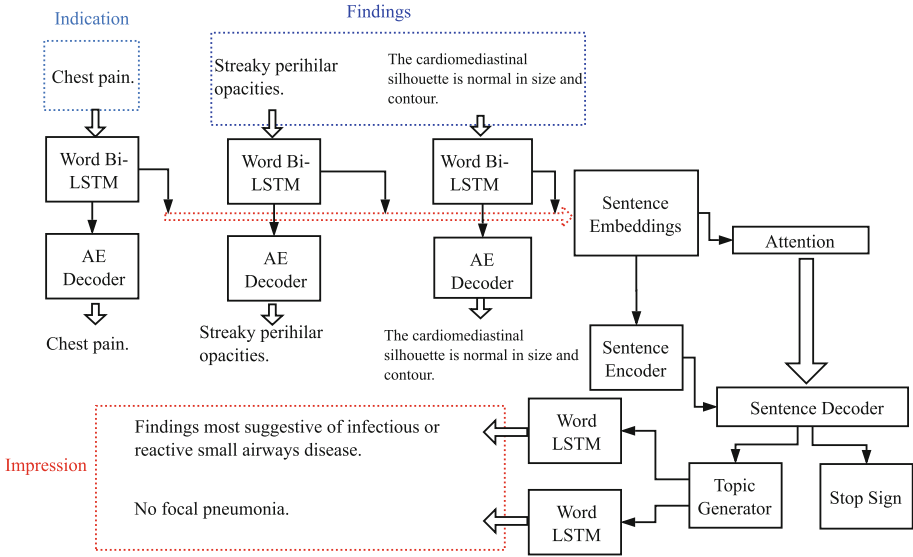 Indication
Findings
Chest pain.
Streaky perihilar
opacities.
The cardiomediastinal
silhouette is normal in size and
contour.
Word Bi-
LSTM
Word Bi-
LSTM
Word Bi-
LSTM
Sentence
Embeddings
Attention
AE
Decoder
AE
Decoder
AE
Decoder
Chest pain.
Streaky perihilar
opacities.
The cardiomediastinal
silhouette is normal in size and
contour.
Sentence
Encoder
Sentence Decoder
Impression
Findings most suggestive of infectious or
reactive small airways disease.
No focal pneumonia.
Word
LSTM
Word
LSTM
Topic
Generator
Stop Sign